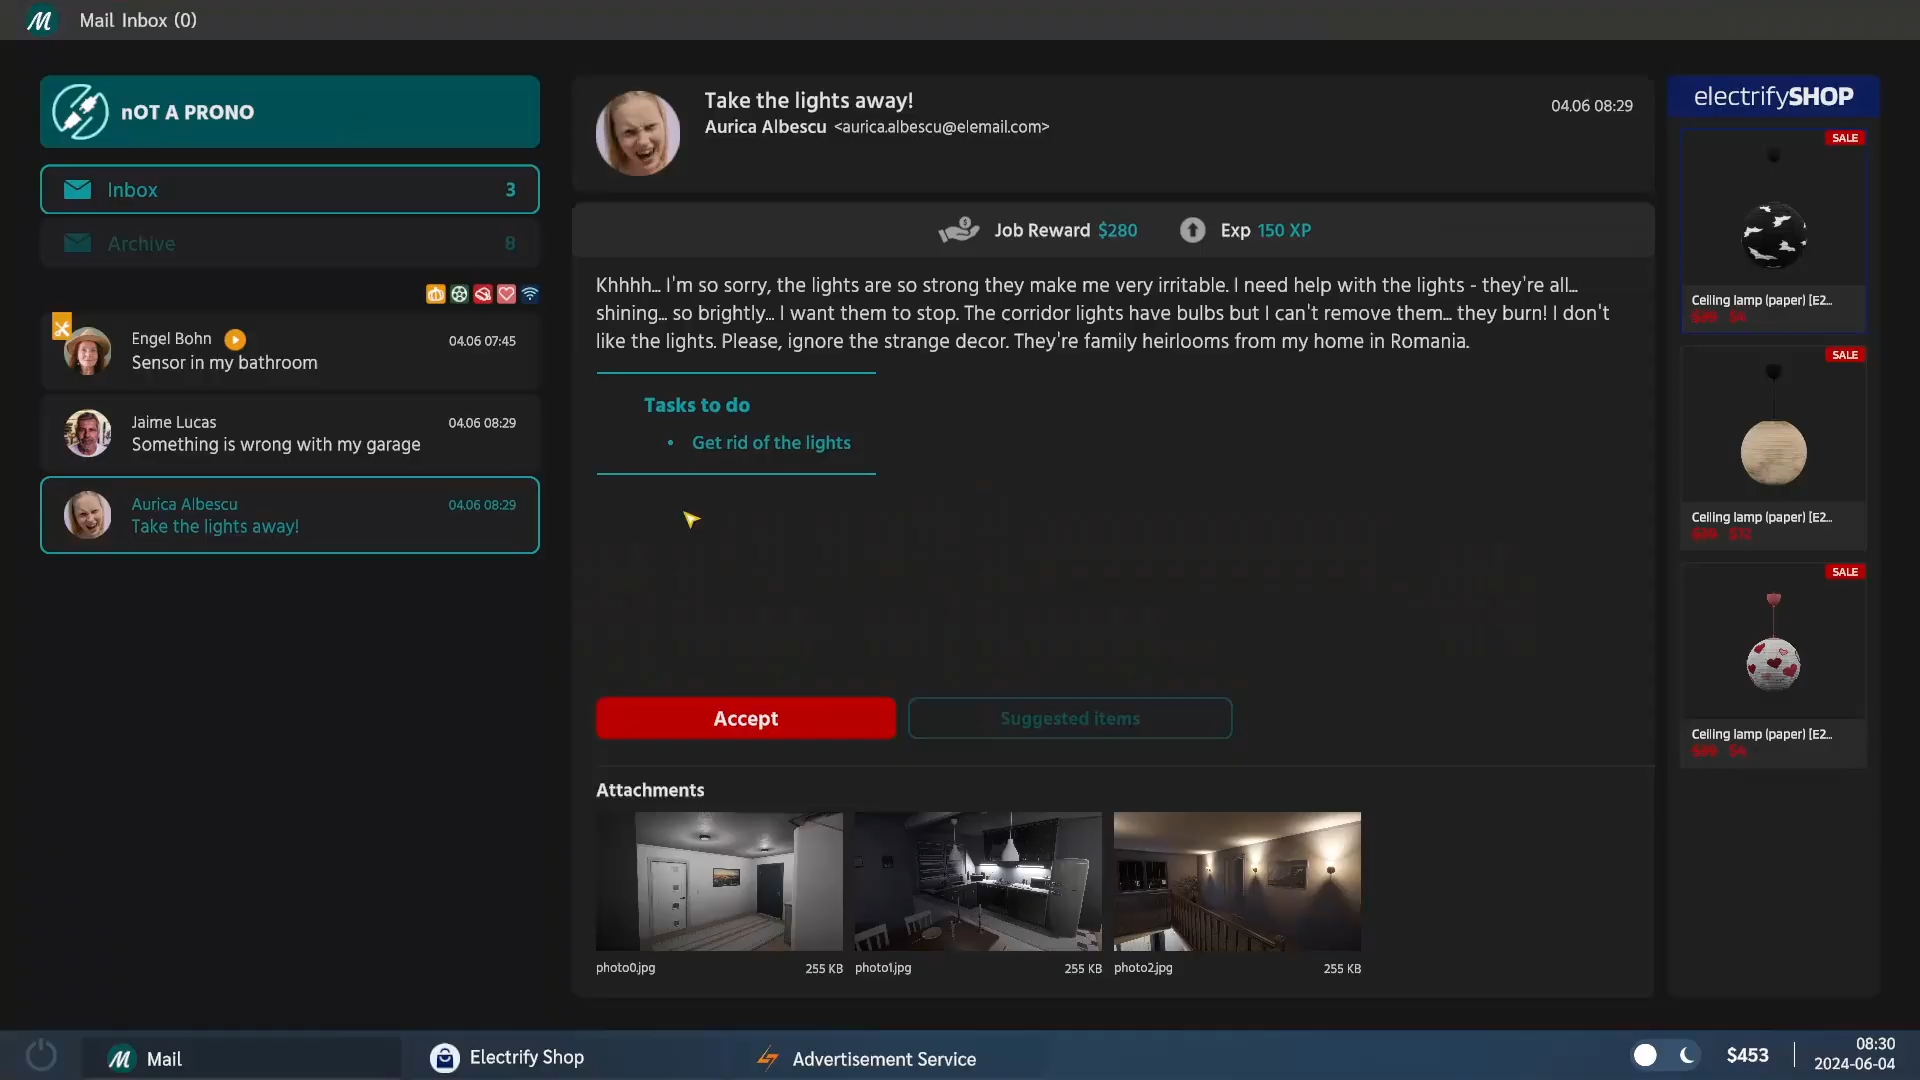 Mail Inbox (0)
nOT A PRONO
Inbox 3
Archive 8
Engel Bohn 04.06 07:45
Sensor in my bathroom
Jaime Lucas 04.06 08:29
Something is wrong with my garage
Aurica Albescu 04.06 08:29
Take the lights away!
Take the lights away! 04.06 08:29
Aurica Albescu <aurica.albescu@elemail.com>
Job Reward $280 Exp 150 XP
Khhhh... I'm so sorry, the lights are so strong they make me very irritable. I need help with the lights - they're all...
shining... so brightly... I want them to stop. The corridor lights have bulbs but I can't remove them... they burn! I don't
like the lights. Please, ignore the strange decor. They're family heirlooms from my home in Romania.
Tasks to do
• Get rid of the lights
Accept
Suggested items
Attachments
photo0.jpg 255 KB
photo1.jpg 255 KB
photo2.jpg 255 KB
electrifySHOP
SALE
Ceiling lamp (paper) [E2...
SALE
Ceiling lamp (paper) [E2...
$12
SALE
Ceiling lamp (paper) [E2...
Mail
Electrify Shop
Advertisement Service
$453
08:30
2024-06-04